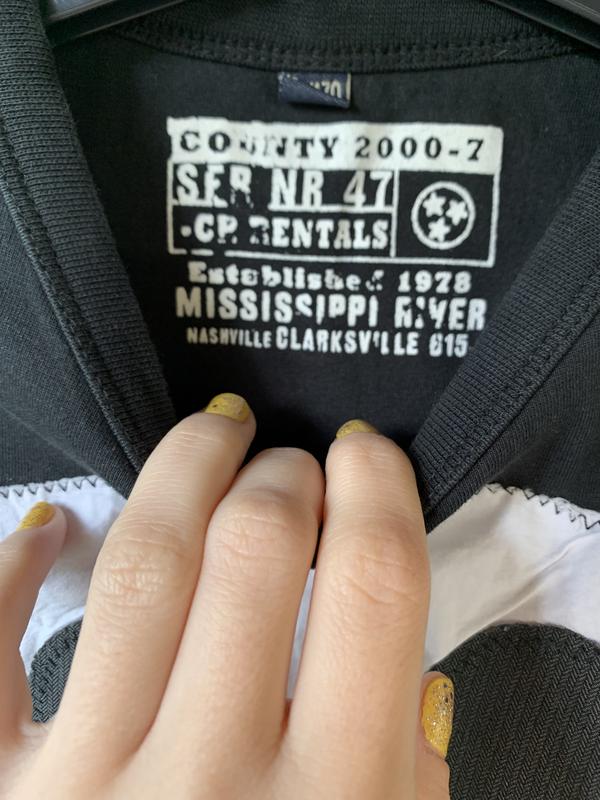 COUNTY 2000-7
SER NR 47
-CP. RENTALS
Established 1978
MISSISSIPPI RIVER
NASHVILLE CLARKSVILLE 615